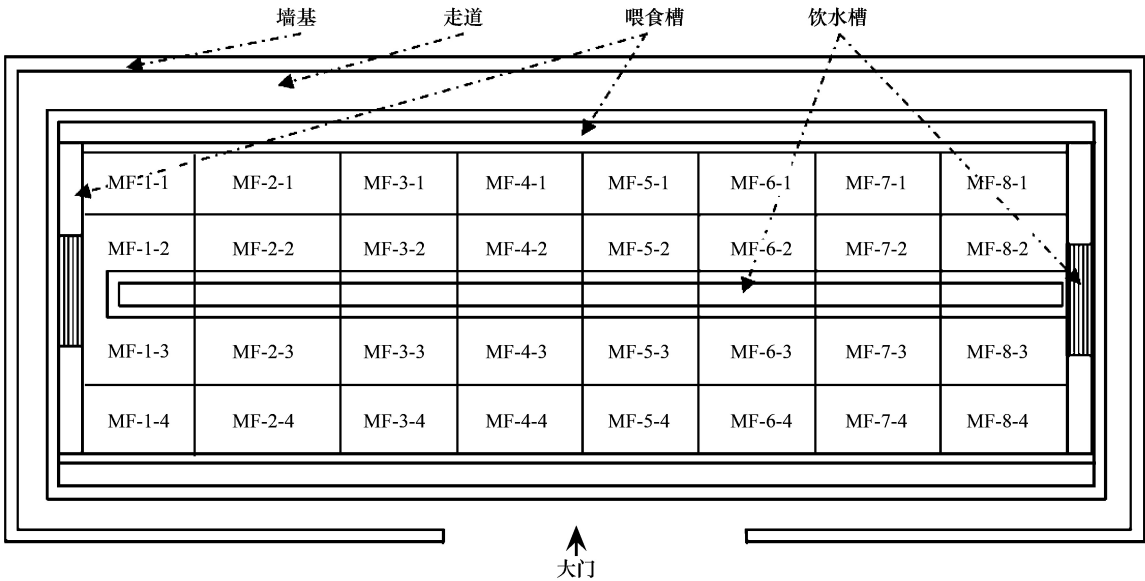 墙基 走道 喂食槽 饮水槽
MF-1-1 MF-2-1 MF-3-1 MF-4-1 MF-5-1 MF-6-1 MF-7-1 MF-8-1
MF-1-2 MF-2-2 MF-3-2 MF-4-2 MF-5-2 MF-6-2 MF-7-2 MF-8-2
MF-1-3 MF-2-3 MF-3-3 MF-4-3 MF-5-3 MF-6-3 MF-7-3 MF-8-3
MF-1-4 MF-2-4 MF-3-4 MF-4-4 MF-5-4 MF-6-4 MF-7-4 MF-8-4
大门